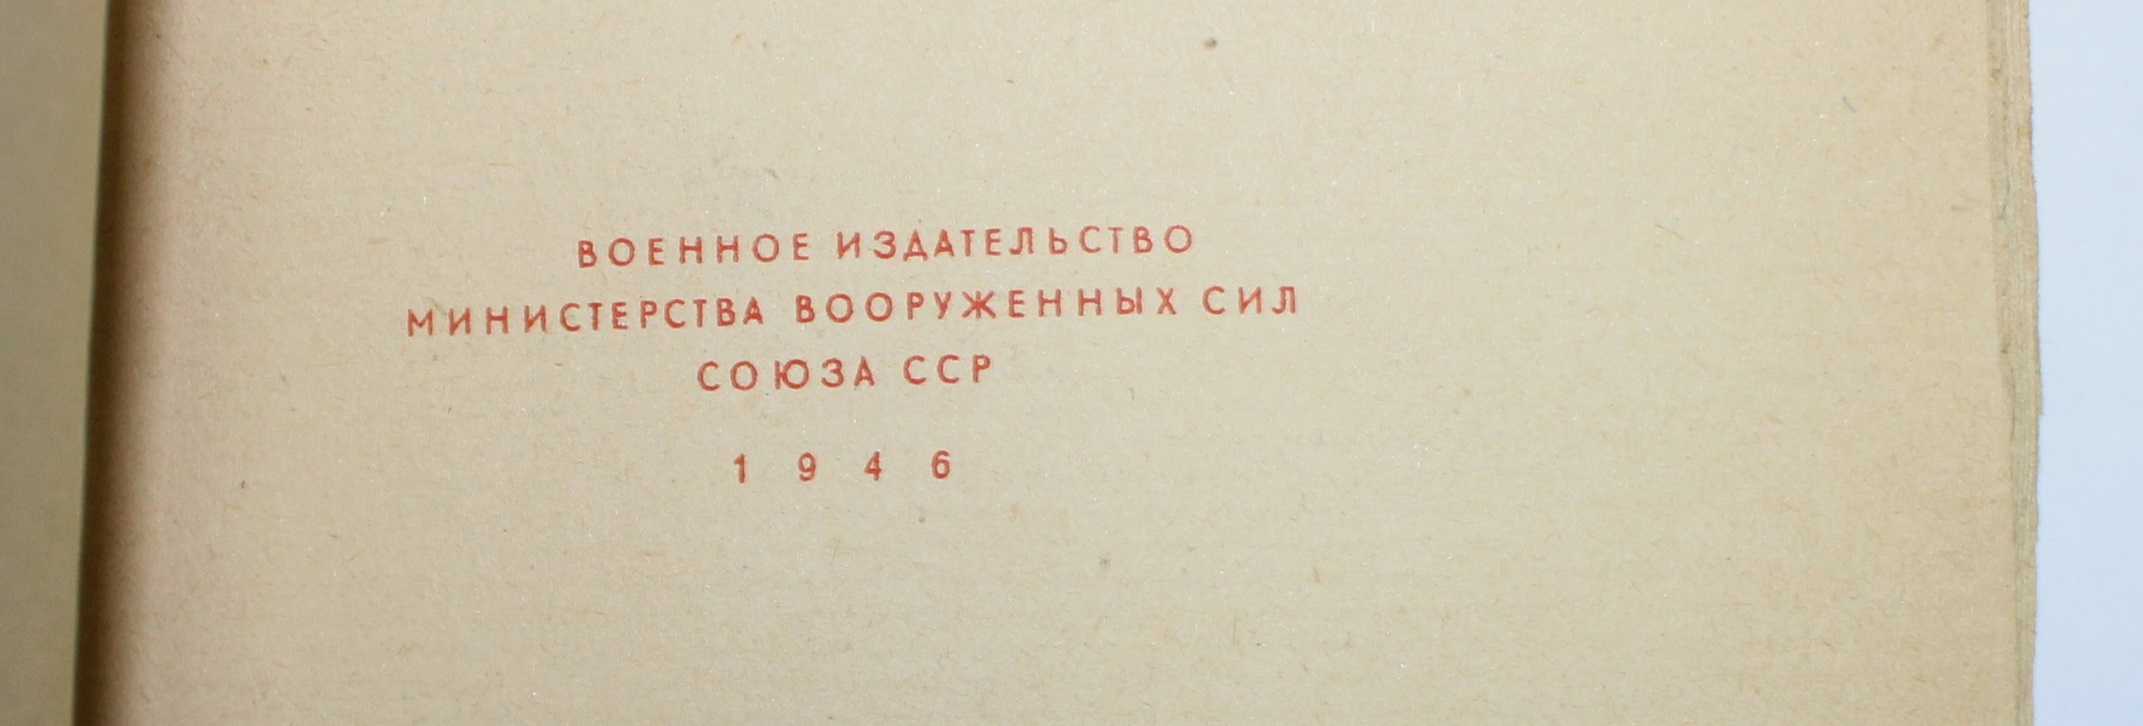 ВОЕННОЕ ИЗДАТЕЛЬСТВО
МИНИСТЕРСТВА ВООРУЖЕННЫХ СИЛ
СОЮЗА ССР
1946